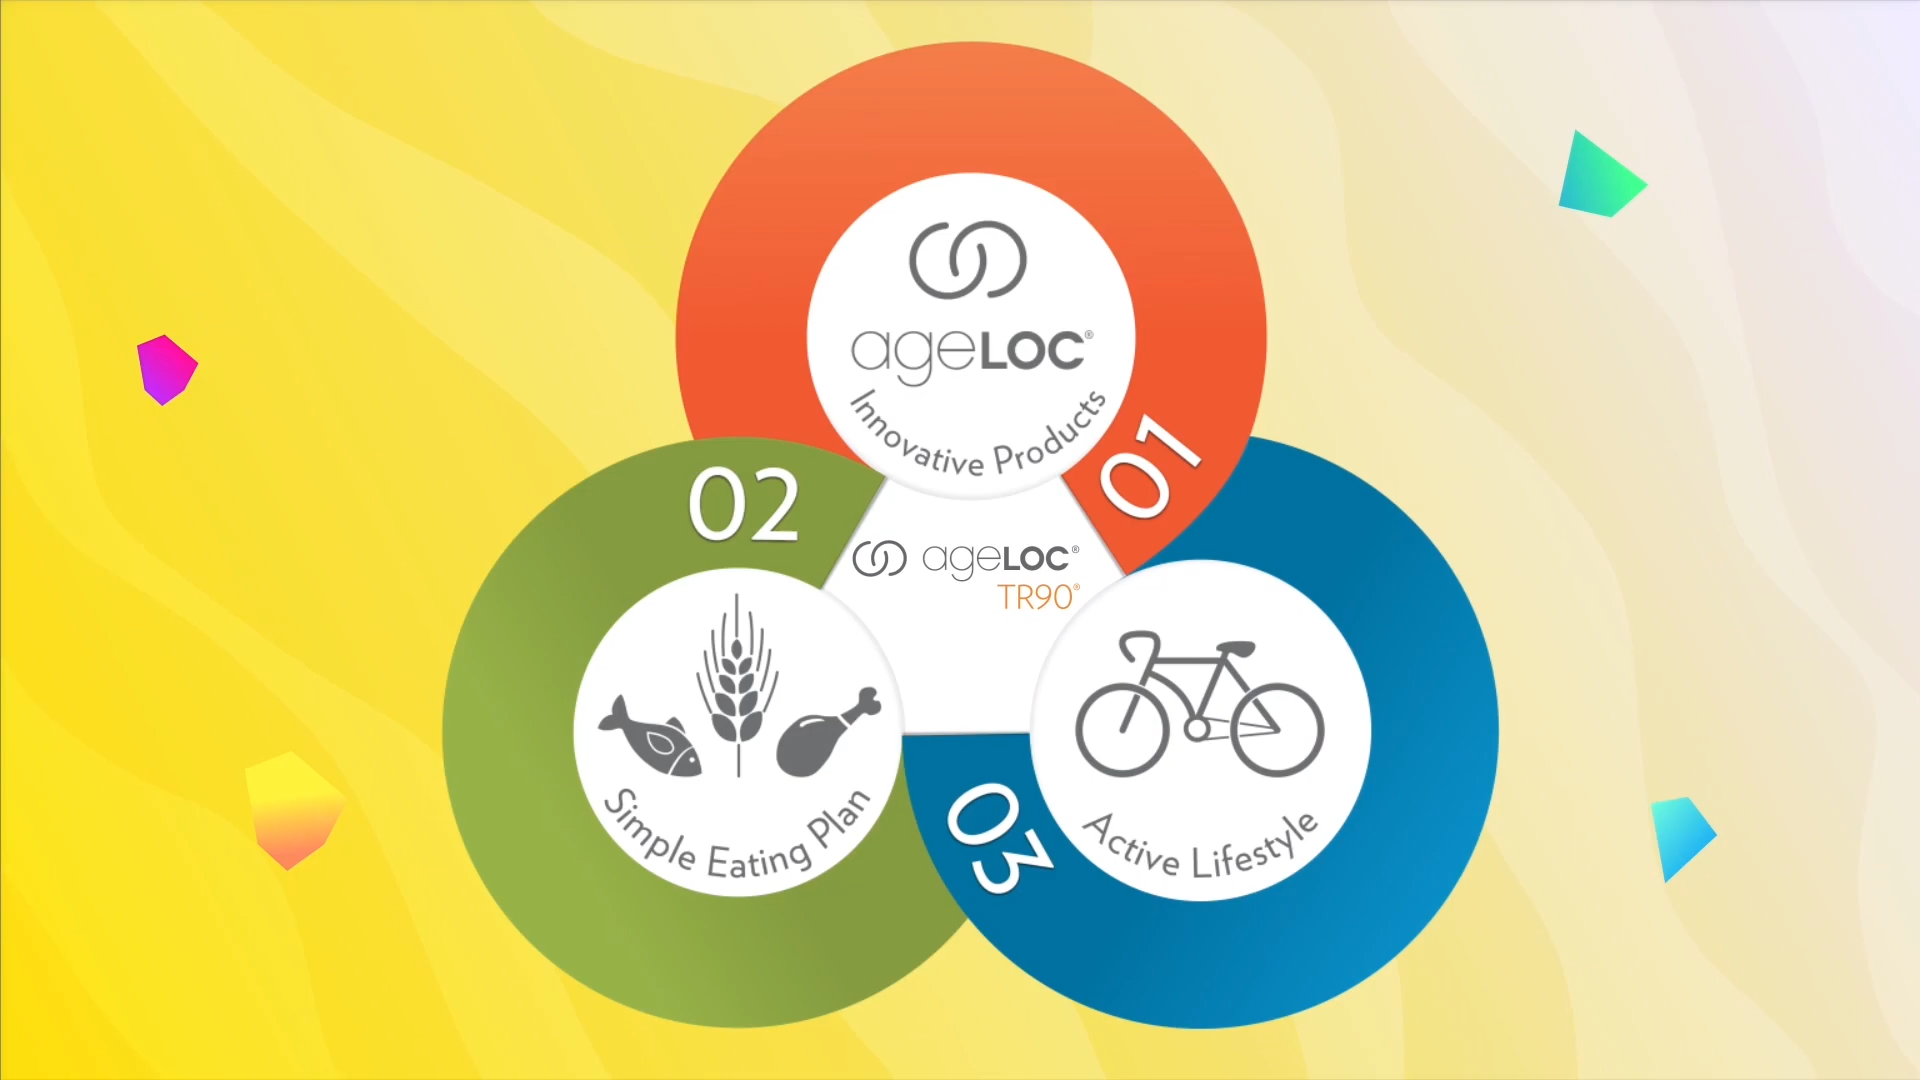 ageLOC®
Innovative Products
01
02
ageLOC®
TR90®
Simple Eating Plan
03
Active Lifestyle